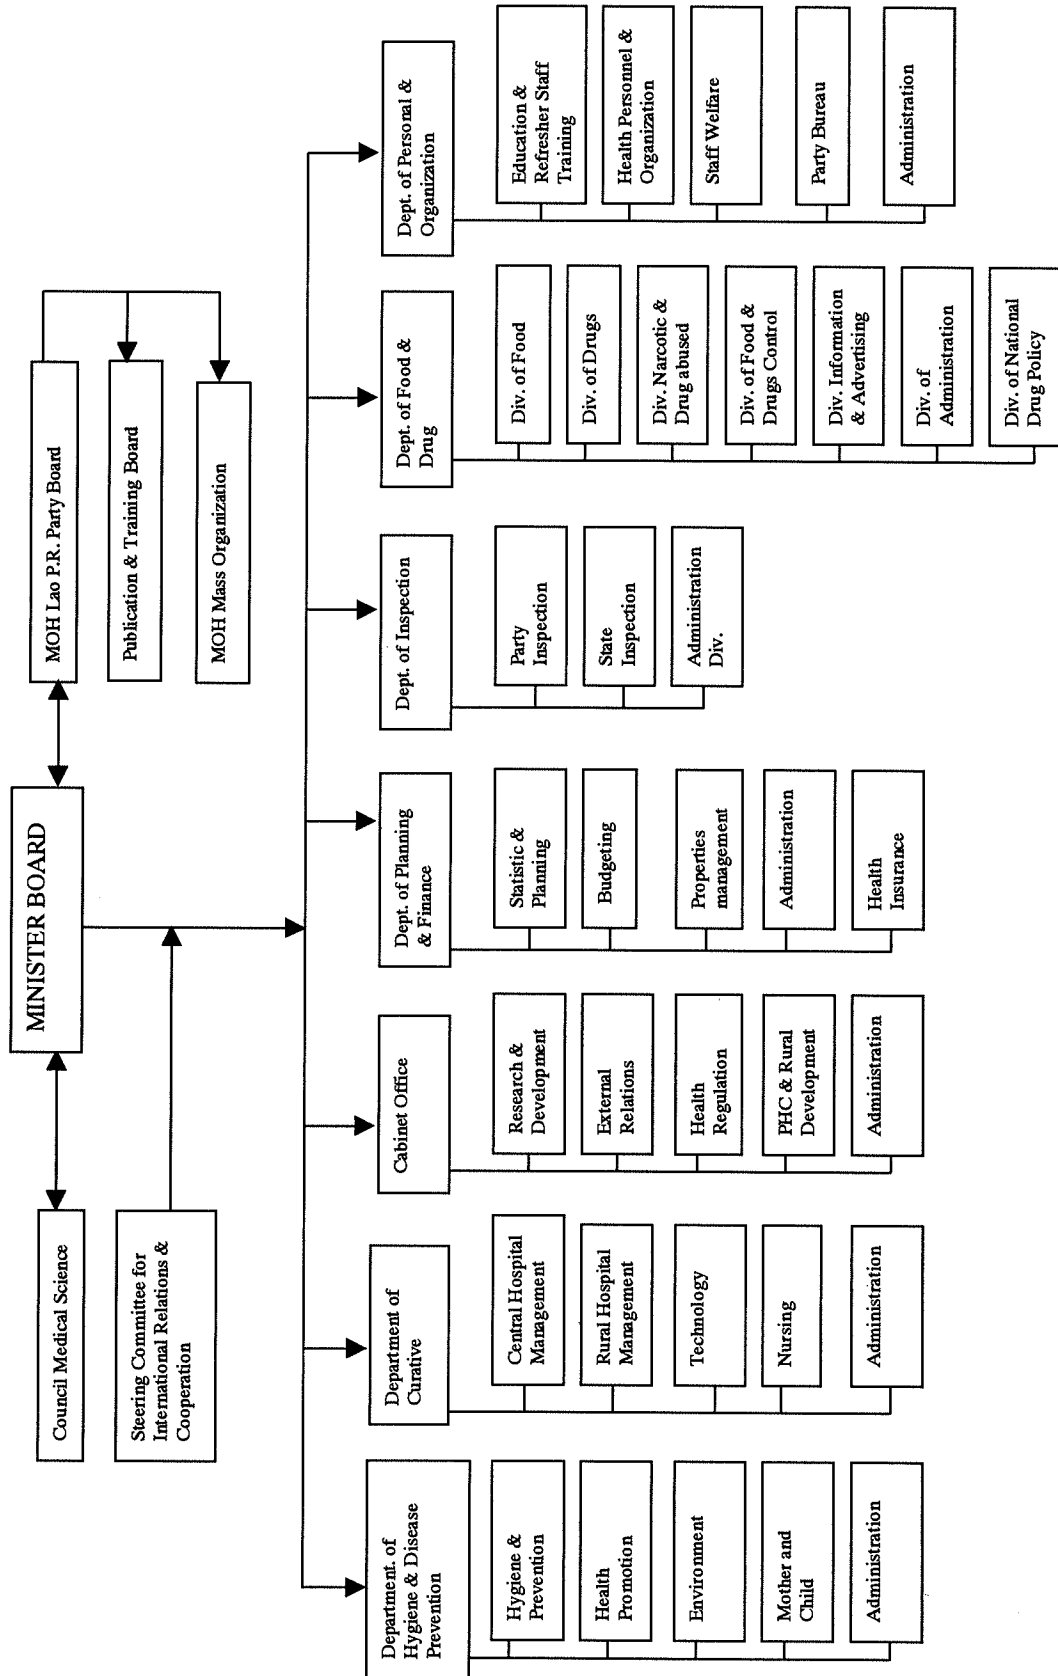 MINISTER BOARD
Council Medical Science
MOH Lao P.R. Party Board
Steering Committee for
International Relations &
Cooperation
Publication & Training Board
MOH Mass Organization
Department. of
Hygiene & Disease
Prevention
Hygiene &
Prevention
Health
Promotion
Environment
Mother and
Child
Administration
Department of
Curative
Central Hospital
Management
Rural Hospital
Management
Technology
Nursing
Administration
Cabinet Office
Research &
Development
External
Relations
Health
Regulation
PHC & Rural
Development
Administration
Dept. of Planning
& Finance
Statistic &
Planning
Budgeting
Properties
management
Administration
Health
Insurance
Dept. of Inspection
Party
Inspection
State
Inspection
Administration
Div.
Dept. of Food &
Drug
Div. of Food
Div. of Drugs
Div. Narcotic &
Drug abused
Div. of Food &
Drugs Control
Div. Information
& Advertising
Div. of
Administration
Div. of National
Drug Policy
Dept. of Personal &
Organization
Education &
Refresher Staff
Training
Health Personnel &
Organization
Staff Welfare
Party Bureau
Administration